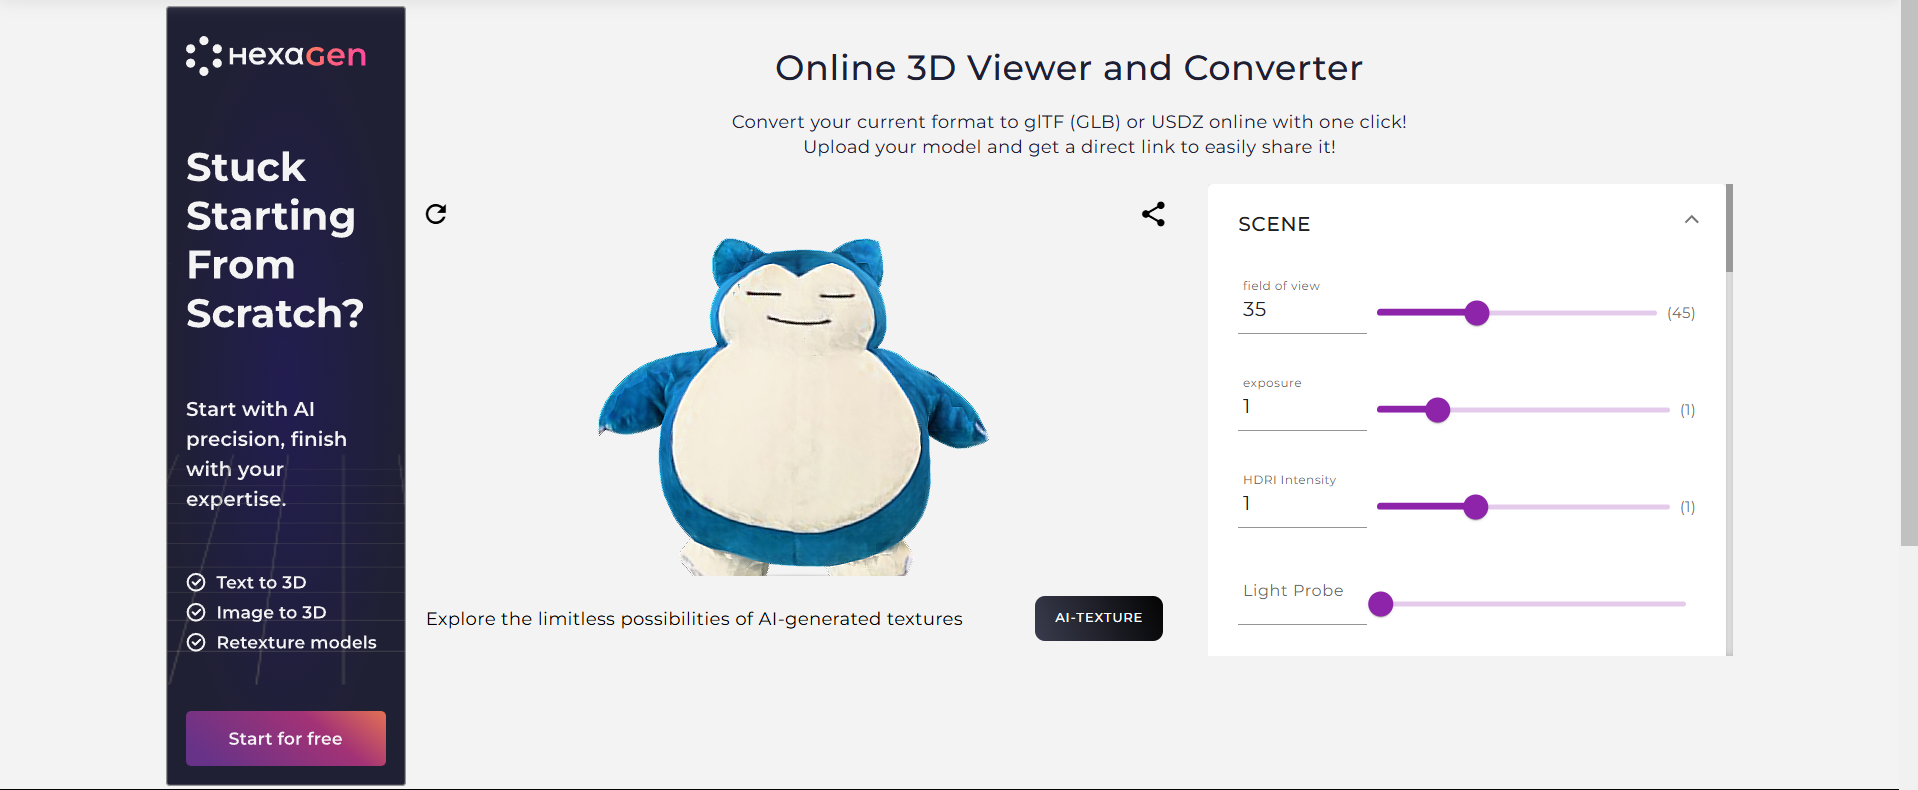 HexaGen
Stuck
Starting
From
Scratch?
Start with AI
precision, finish
with your
expertise.
Text to 3D
Image to 3D
Retexture models
Start for free
Online 3D Viewer and Converter
Convert your current format to glTF (GLB) or USDZ online with one click!
Upload your model and get a direct link to easily share it!
Explore the limitless possibilities of AI-generated textures
AI-TEXTURE
SCENE
field of view
35
(45)
exposure
1
(1)
HDRI Intensity
1
(1)
Light Probe